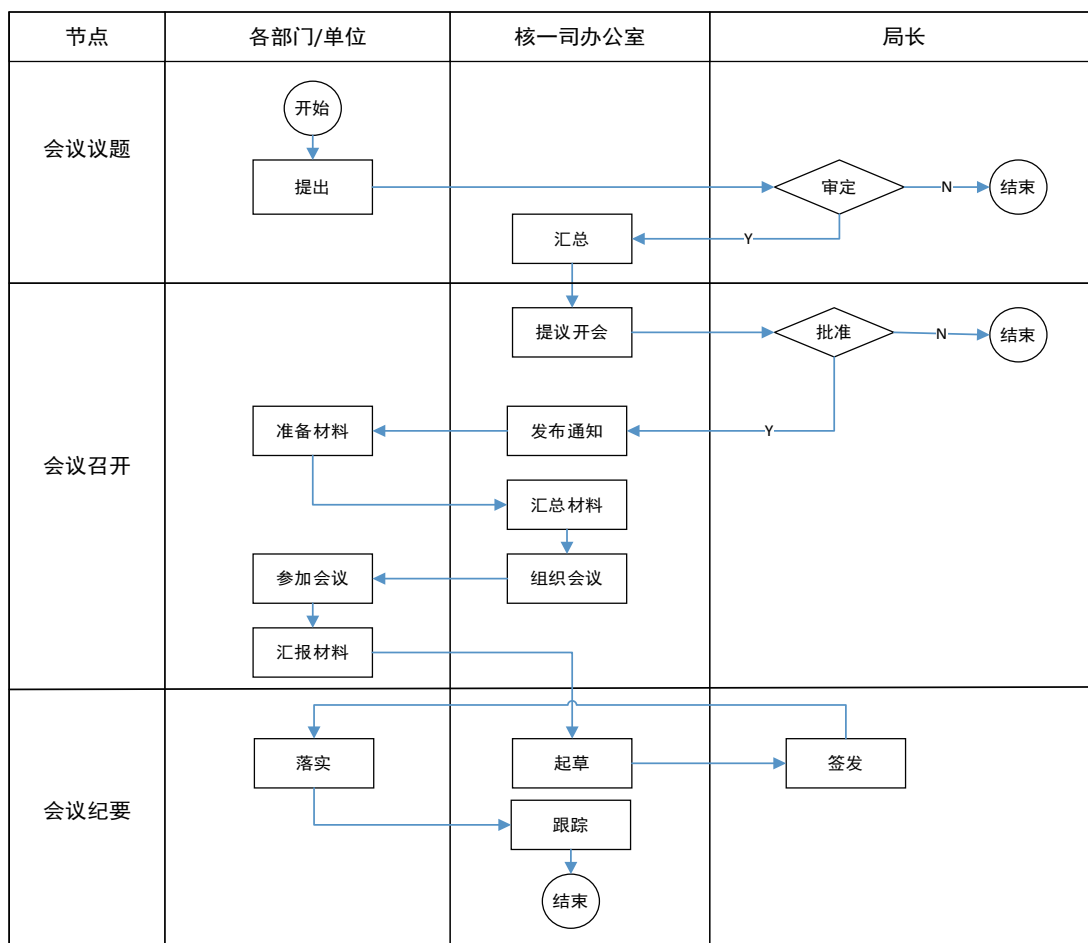 节点
各部门/单位
核一司办公室
局长
会议议题
开始
提出
审定
N
结束
汇总
Y
会议召开
提议开会
批准
N
结束
准备材料
发布通知
Y
汇总材料
参加会议
组织会议
汇报材料
会议纪要
落实
起草
签发
跟踪
结束